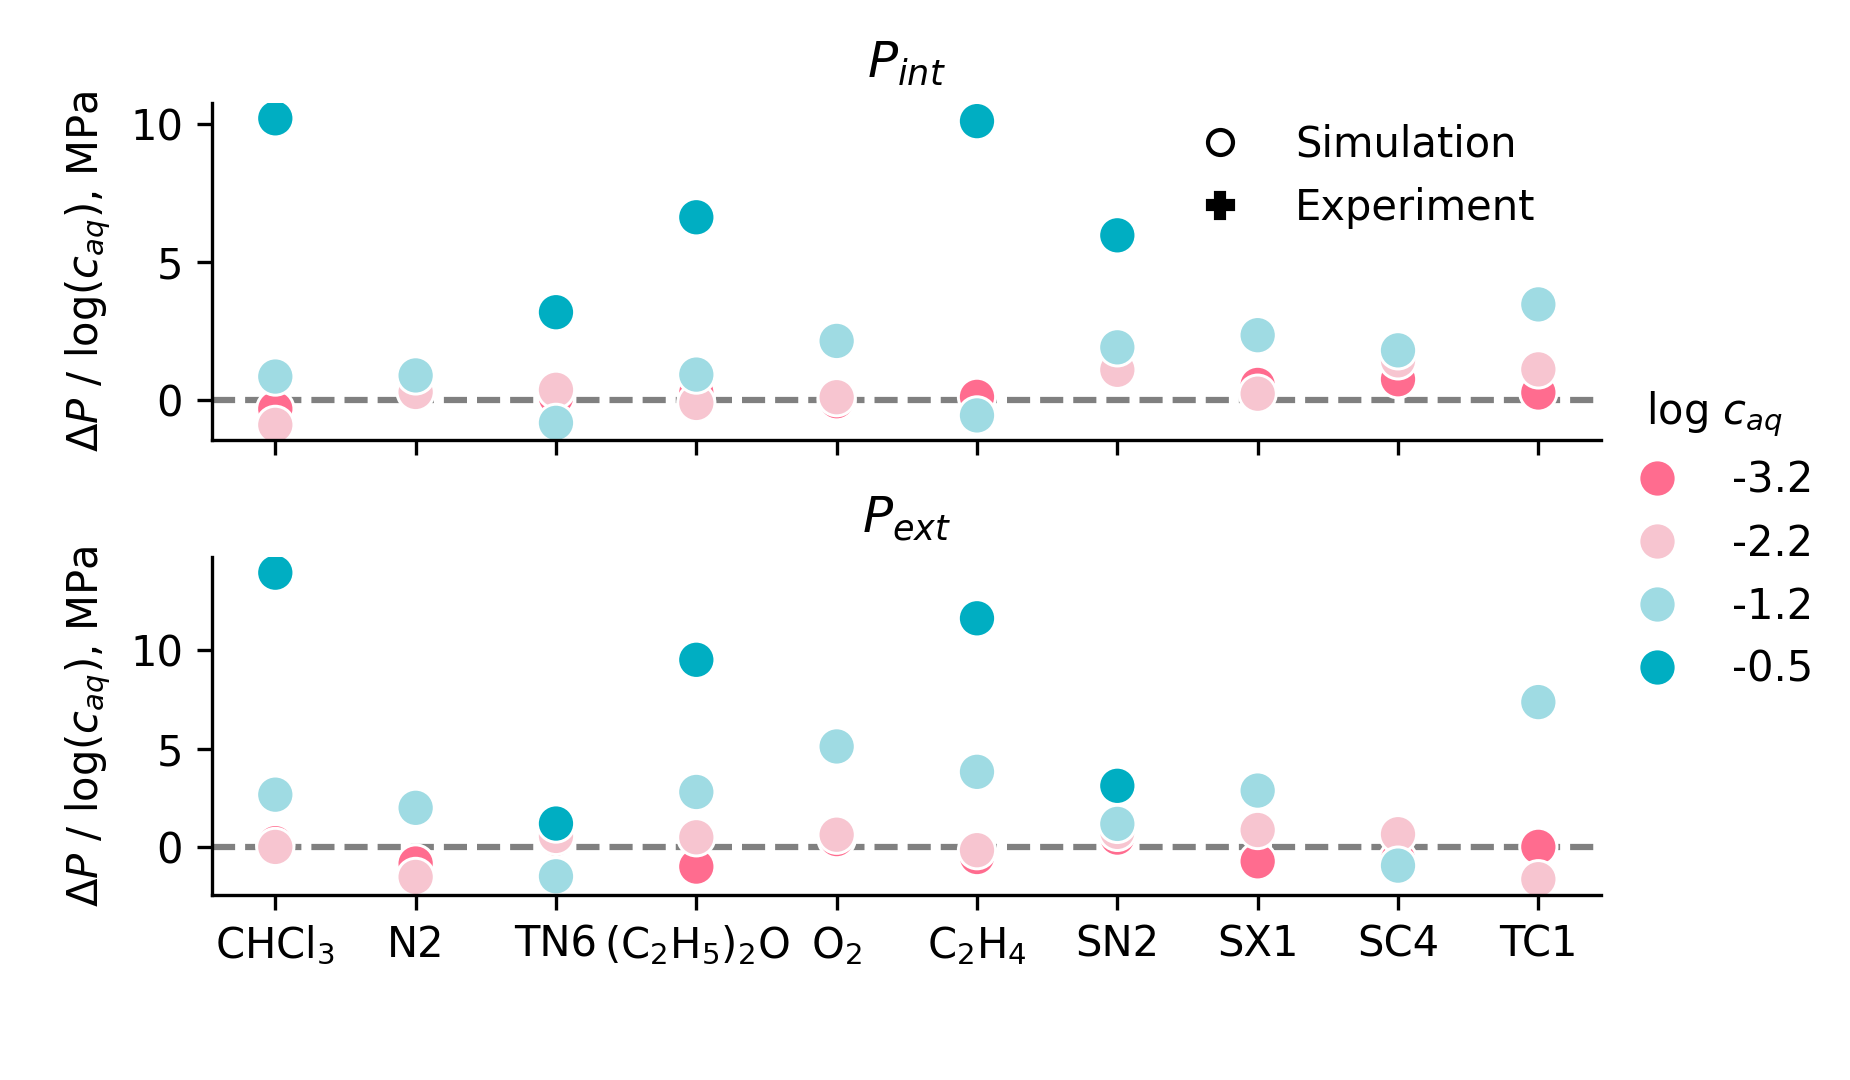 P_int
ΔP / log(c_aq), MPa
10
5
0
Simulation
Experiment
P_ext
ΔP / log(c_aq), MPa
10
5
0
CHCl₃ N2 TN6 (C₂H₅)₂O O₂ C₂H₄ SN2 SX1 SC4 TC1
log c_aq
-3.2
-2.2
-1.2
-0.5